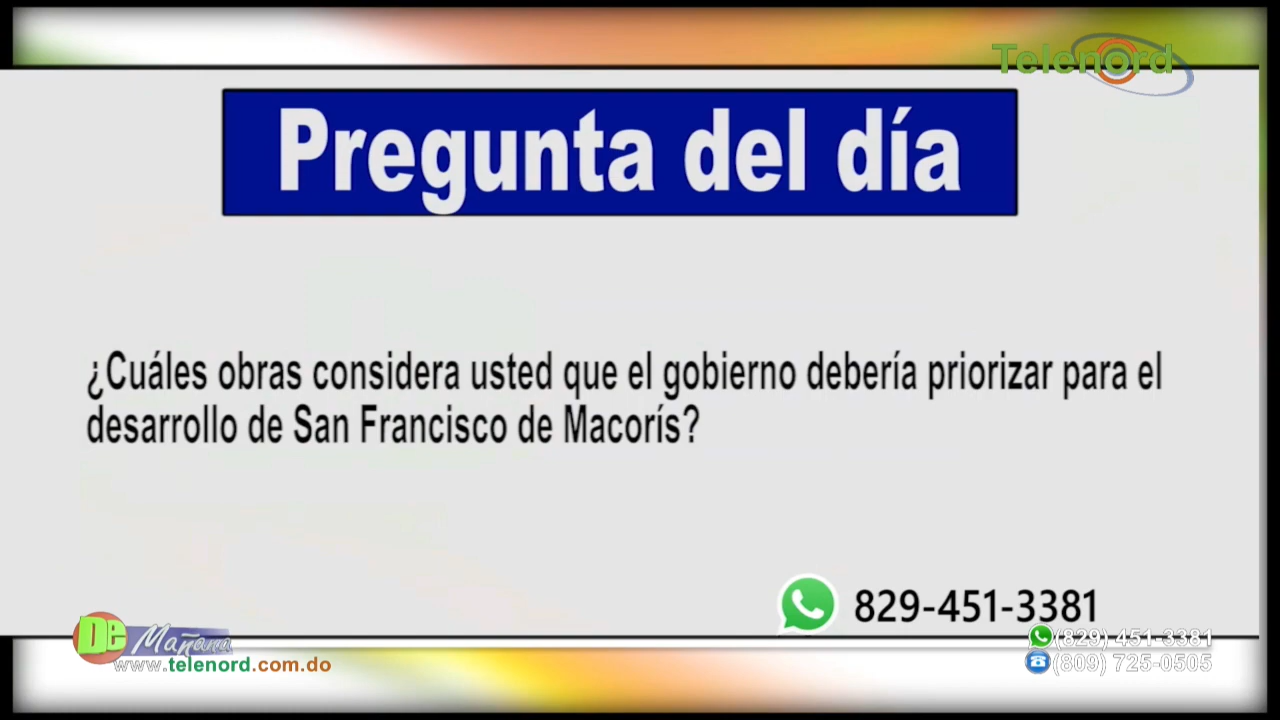 Telenord
Pregunta del día
¿Cuáles obras considera usted que el gobierno debería priorizar para el
desarrollo de San Francisco de Macorís?
829-451-3381
De Mañana
www.telenord.com.do
(829) 451-3381
(809) 725-0505